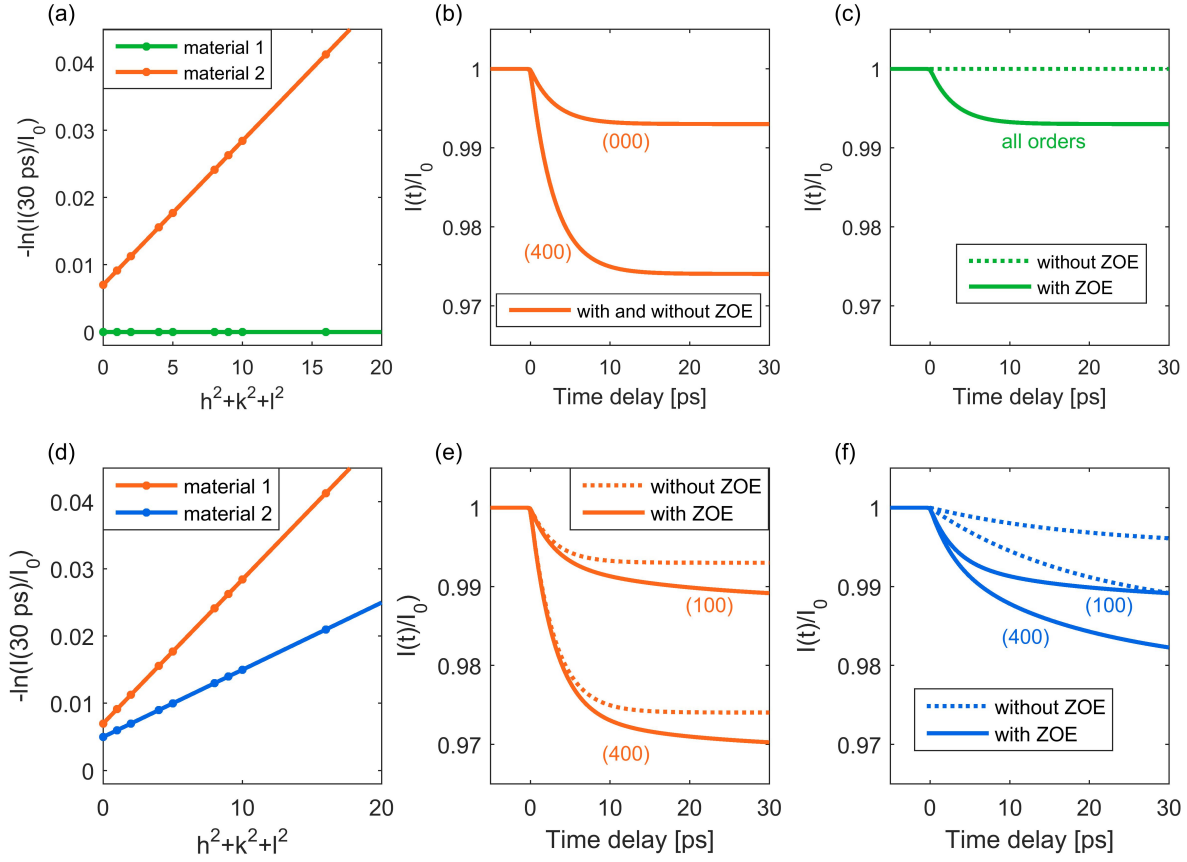 (a)
material 1
material 2
-ln(I(30 ps)/I0)
0.04
0.03
0.02
0.01
0
0
5
10
15
20
h²+k²+l²
(b)
I(t)/I0
1
0.99
0.98
0.97
(000)
(400)
with and without ZOE
0
10
20
30
Time delay [ps]
(c)
I(t)/I0
1
0.99
0.98
0.97
all orders
without ZOE
with ZOE
0
10
20
30
Time delay [ps]
(d)
material 1
material 2
-ln(I(30 ps)/I0)
0.04
0.03
0.02
0.01
0
0
10
20
h²+k²+l²
(e)
I(t)/I0)
1
0.99
0.98
0.97
without ZOE
with ZOE
(100)
(400)
0
10
20
30
Time delay [ps]
(f)
I(t)/I0
1
0.99
0.98
0.97
(100)
(400)
without ZOE
with ZOE
0
10
20
30
Time delay [ps]